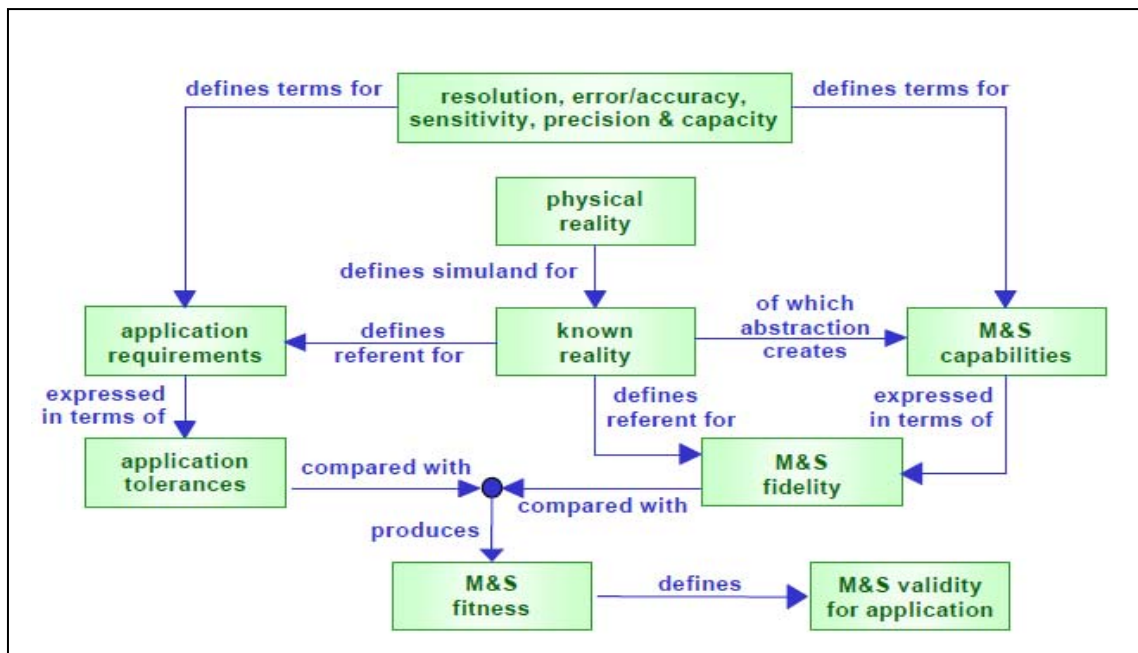 defines terms for
resolution, error/accuracy,
sensitivity, precision & capacity
defines terms for
physical
reality
defines simuland for
application
requirements
defines
referent for
known
reality
of which
abstraction
creates
M&S
capabilities
expressed
in terms of
defines
referent for
expressed
in terms of
application
tolerances
compared with
M&S
fidelity
compared with
produces
M&S
fitness
defines
M&S validity
for application